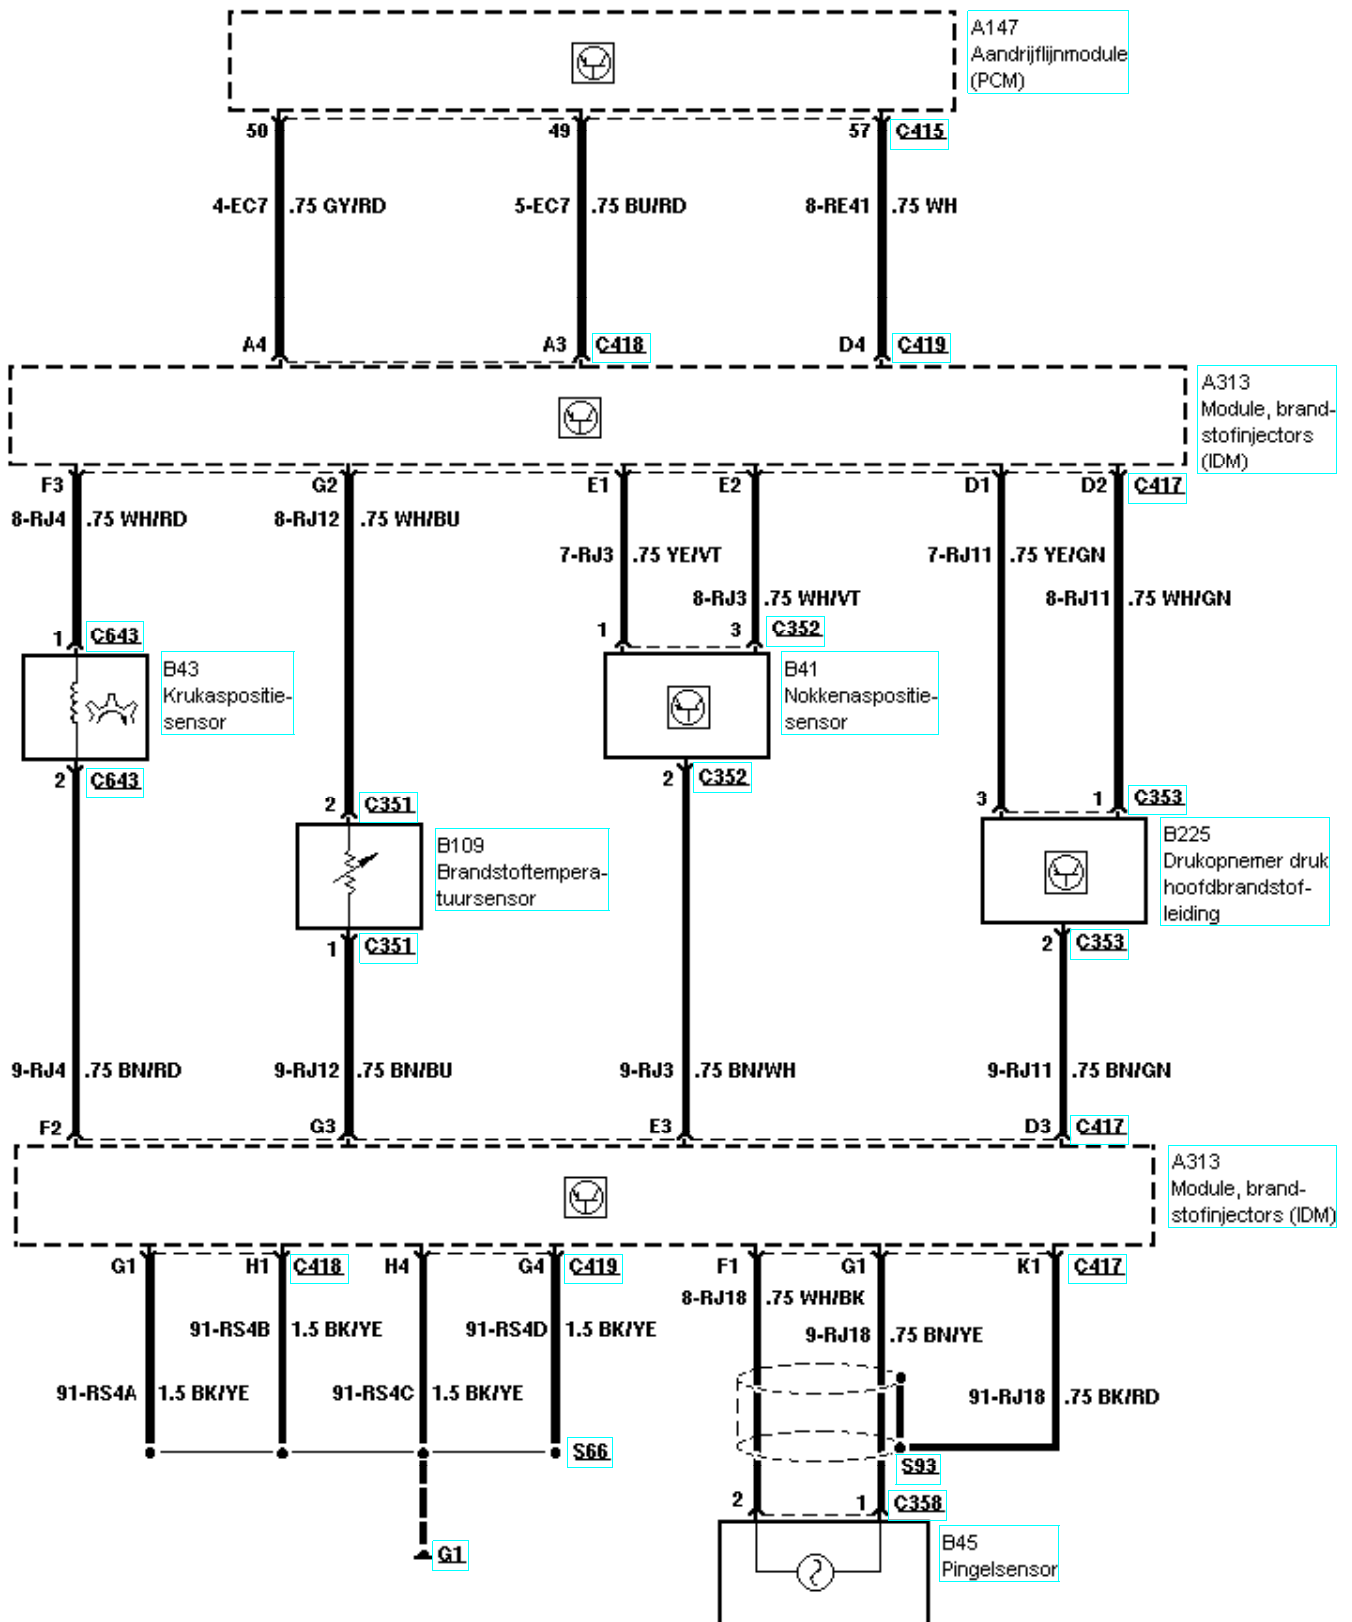 A147
Aandrijflijnmodule
(PCM)
50 49 57 C415
4-EC7 .75 GY/RD 5-EC7 .75 BU/RD 8-RE41 .75 WH
A4 A3 C418 D4 C419
A313
Module, brand-
stofinjectors
(IDM)
F3 G2 E1 E2 D1 D2 C417
8-RJ4 .75 WH/RD 8-RJ12 .75 WH/BU
7-RJ3 .75 YE/VT 7-RJ11 .75 YE/GN
8-RJ3 .75 WH/VT 8-RJ11 .75 WH/GN
1 C643 1 3 C352
B43
Krukaspositie-
sensor
B41
Nokkenaspositie-
sensor
2 C643 2 C352
2 C351 3 1 C353
B109
Brandstoftempera-
tuursensor
B225
Drukopnemer druk
hoofdbrandstof-
leiding
1 C351 2 C353
9-RJ4 .75 BN/RD 9-RJ12 .75 BN/BU 9-RJ3 .75 BN/WH 9-RJ11 .75 BN/GN
F2 G3 E3 D3 C417
A313
Module, brand-
stofinjectors (IDM)
G1 H1 C418 H4 G4 C419 F1 G1 K1 C417
8-RJ18 .75 WH/BK
91-RS4B 1.5 BK/YE 91-RS4D 1.5 BK/YE 9-RJ18 .75 BN/YE
91-RS4A 1.5 BK/YE 91-RS4C 1.5 BK/YE 91-RJ18 .75 BK/RD
S66 S93
2 1 C358
G1
B45
Pingelsensor